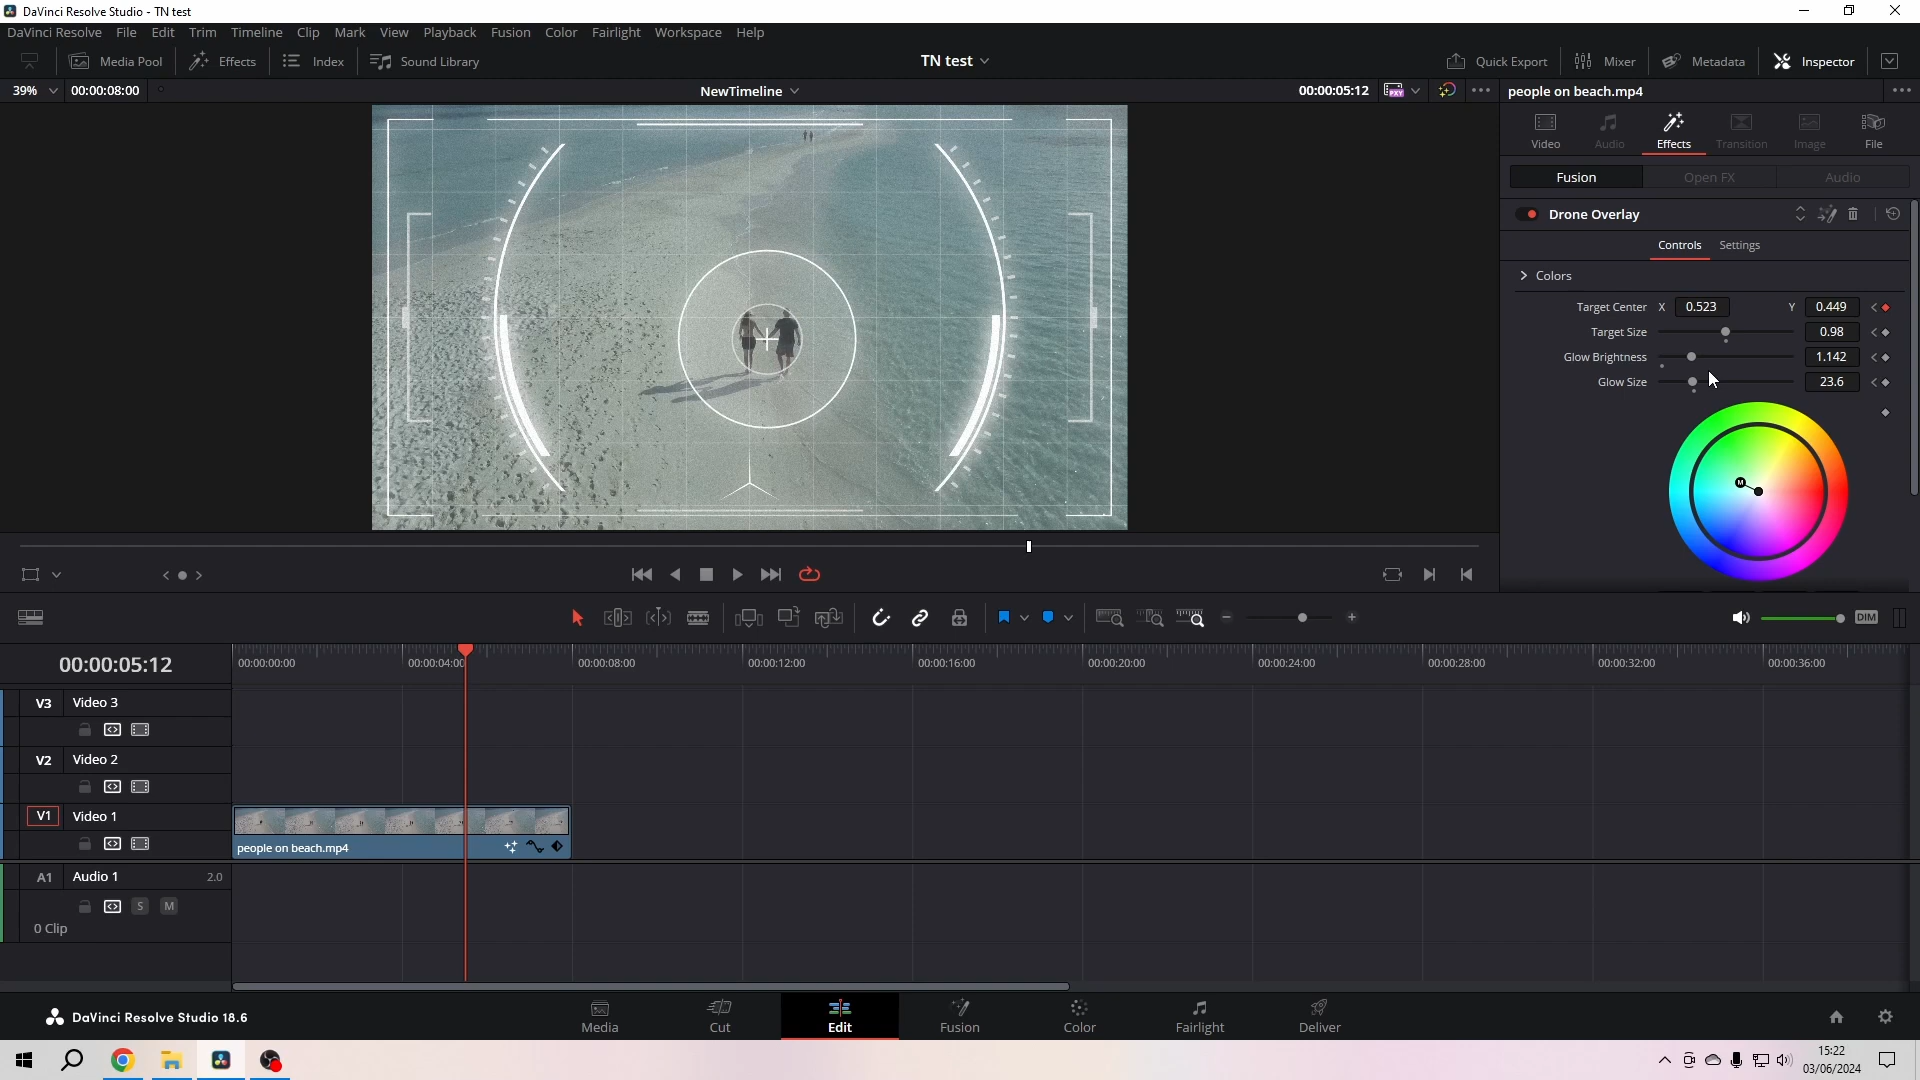 DaVinci Resolve Studio - TN test
DaVinci Resolve File Edit Trim Timeline Clip Mark View Playback Fusion Color Fairlight Workspace Help
Media Pool Effects Index Sound Library TN test Quick Export Mixer Metadata Inspector
39% 00:00:08:00 NewTimeline 00:00:05:12 PXY people on beach.mp4
Video Audio Effects Transition Image File
Fusion Open FX Audio
Drone Overlay
Controls Settings
Colors
Target Center X 0.523 Y 0.449
Target Size 0.98
Glow Brightness 1.142
Glow Size 23.6
M
DIM
00:00:05:12 00:00:00:00 00:00:04:00 00:00:08:00 00:00:12:00 00:00:16:00 00:00:20:00 00:00:24:00 00:00:28:00 00:00:32:00 00:00:36:00
V3 Video 3
V2 Video 2
V1 Video 1
people on beach.mp4
A1 Audio 1 2.0
S M
0 Clip
DaVinci Resolve Studio 18.6 Media Cut Edit Fusion Color Fairlight Deliver
15:22
03/06/2024